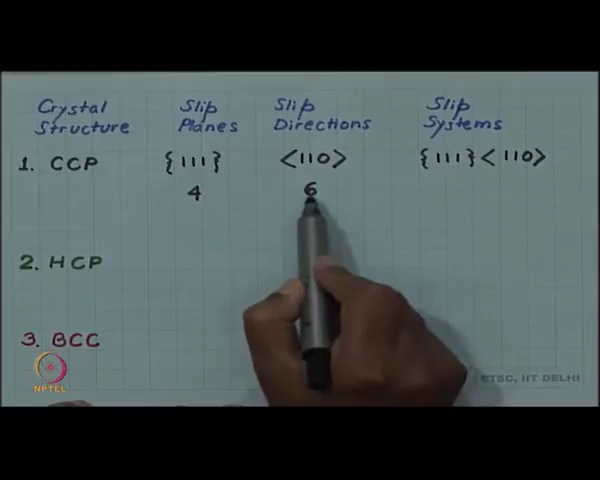 Crystal Structure
Slip Planes
Slip Directions
Slip Systems
1. CCP {111} <110> {111}<110>
4 6
2. HCP
3. BCC
NPTEL
ETSC, IIT DELHI